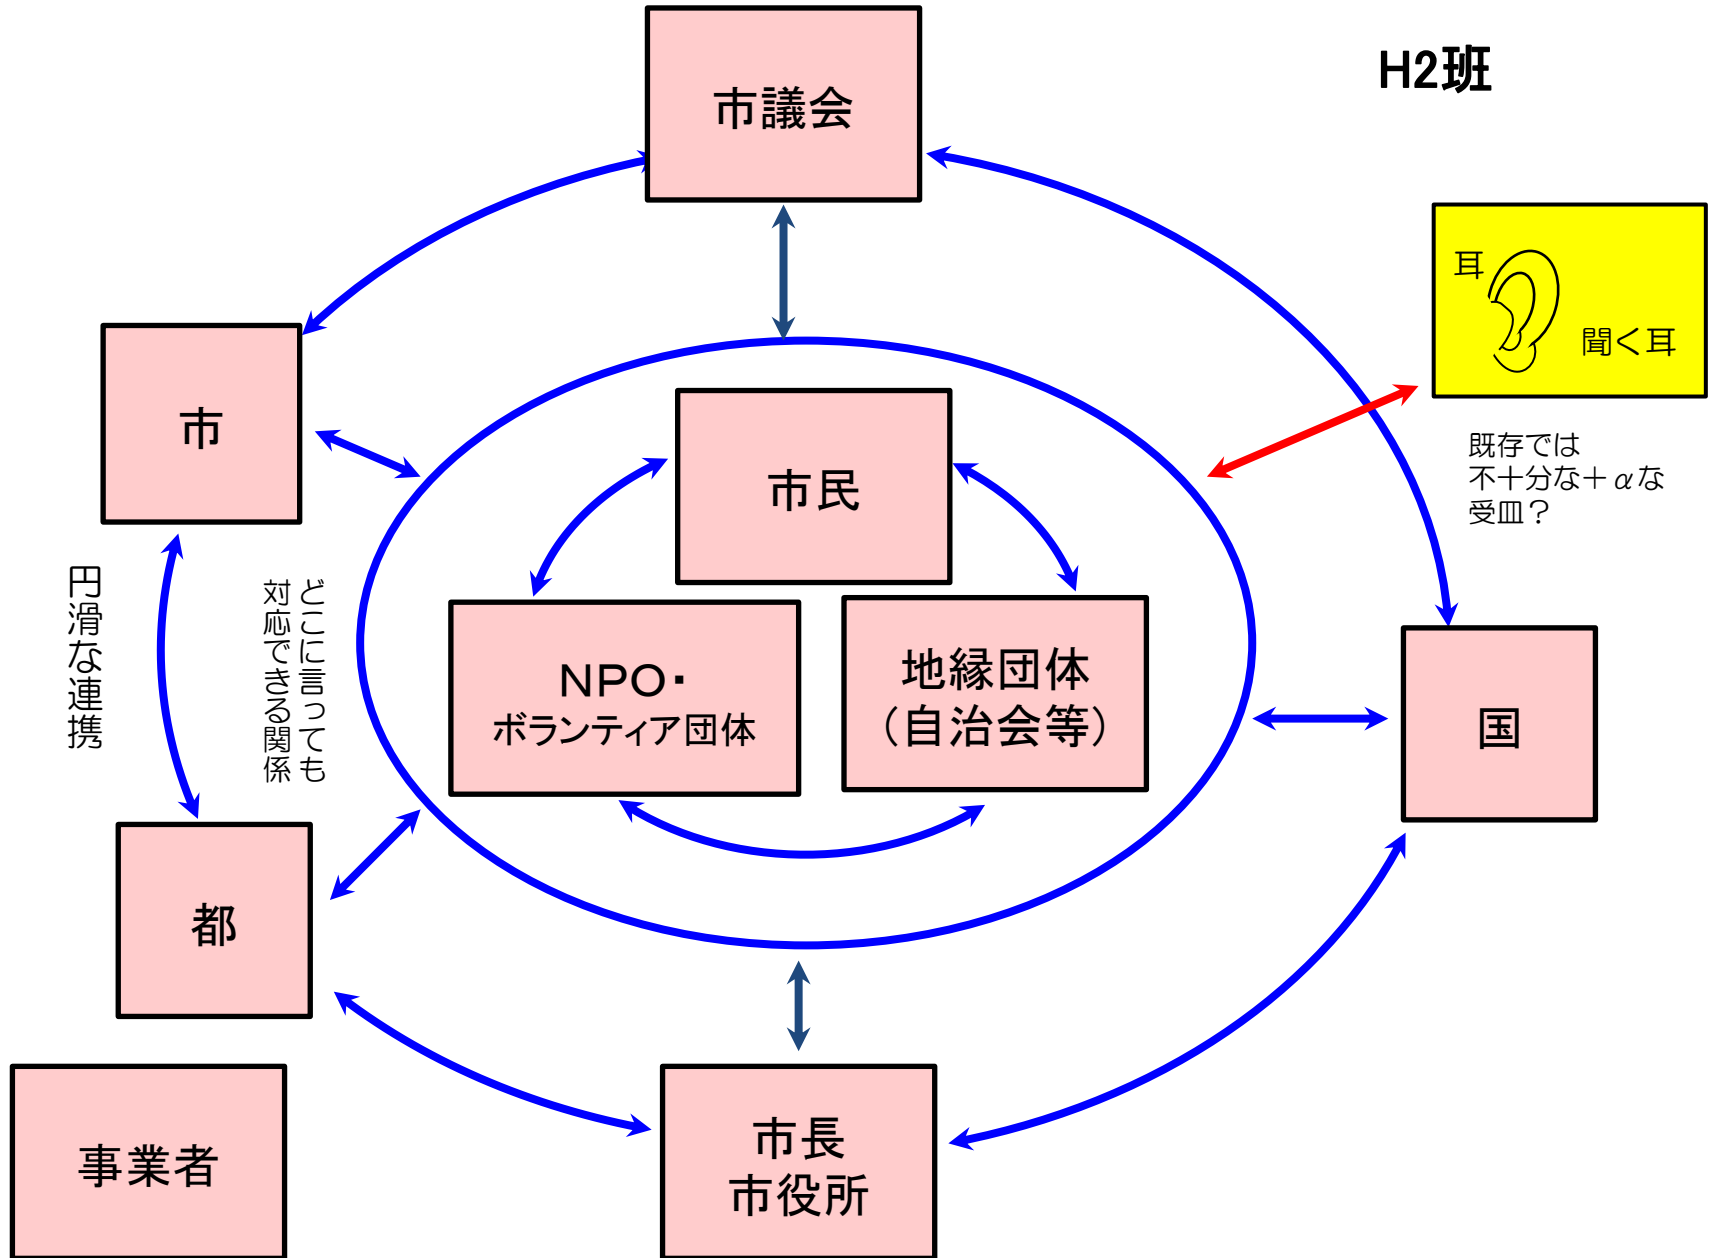 市議会
H2班
耳
聞く耳
既存では
不十分な＋αな
受皿？
市
市民
円滑な連携
どこに言っても
対応できる関係
NPO・
ボランティア団体
地縁団体
（自治会等）
国
都
事業者
市長
市役所